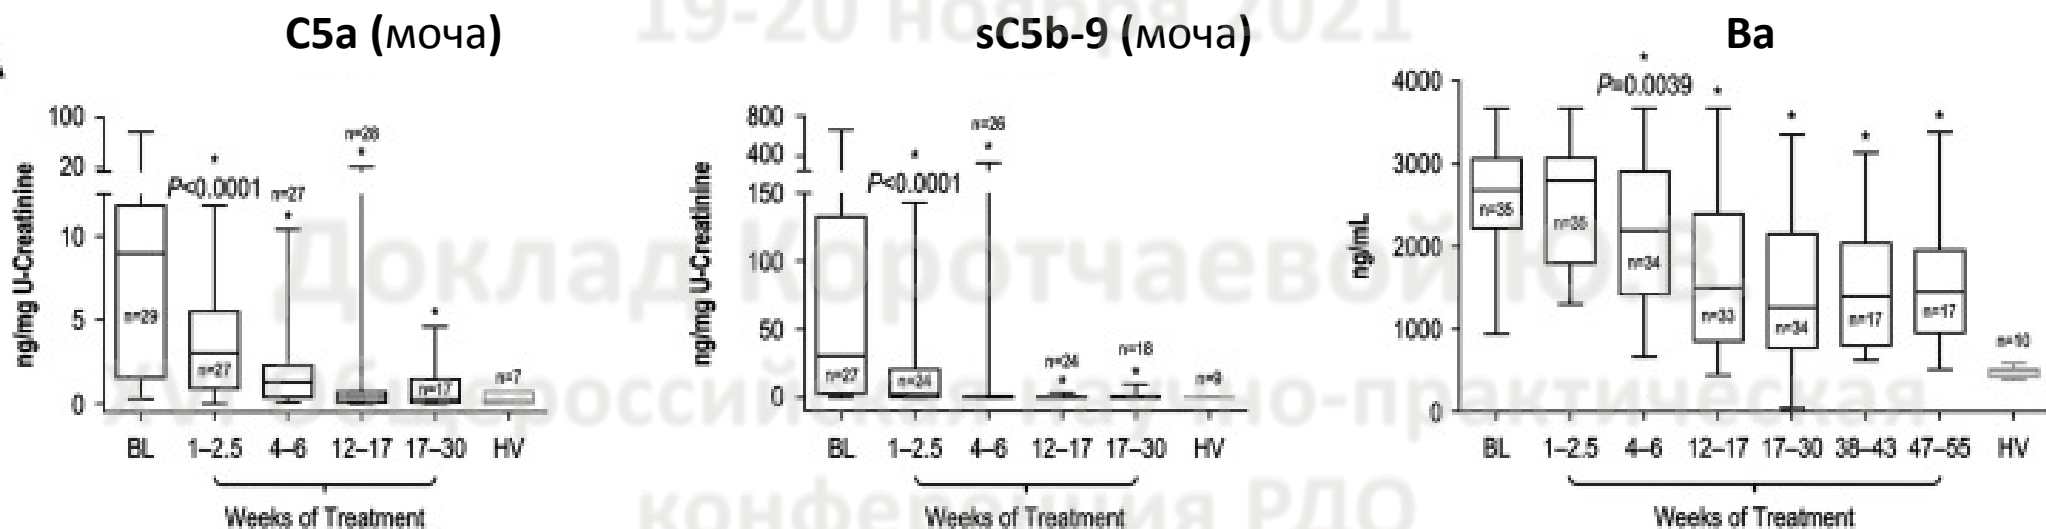 19-20 ноября 2021
C5a (моча)
100
20
10
5
0
ng/mg U-Creatinine
n=29
*
P<0.0001
n=27
n=27
*
n=28
*
*
n=17
n=7
BL 1–2.5 4–6 12–17 17–30 HV
Weeks of Treatment
sC5b-9 (моча)
800
400
150
100
50
0
ng/mg U-Creatinine
n=27
*
P<0.0001
n=24
n=26
*
n=24
*
n=18
*
n=9
BL 1–2.5 4–6 12–17 17–30 HV
Weeks of Treatment
Ba
4000
3000
2000
1000
0
ng/mL
n=35
n=35
*
P=0.0039
n=34
*
n=33
*
n=34
*
n=17
*
n=17
n=10
BL 1–2.5 4–6 12–17 17–30 38–43 47–55 HV
Weeks of Treatment
Доклад Коротчаевой Ю.В.
Общероссийская научно-практическая
конференция РДО